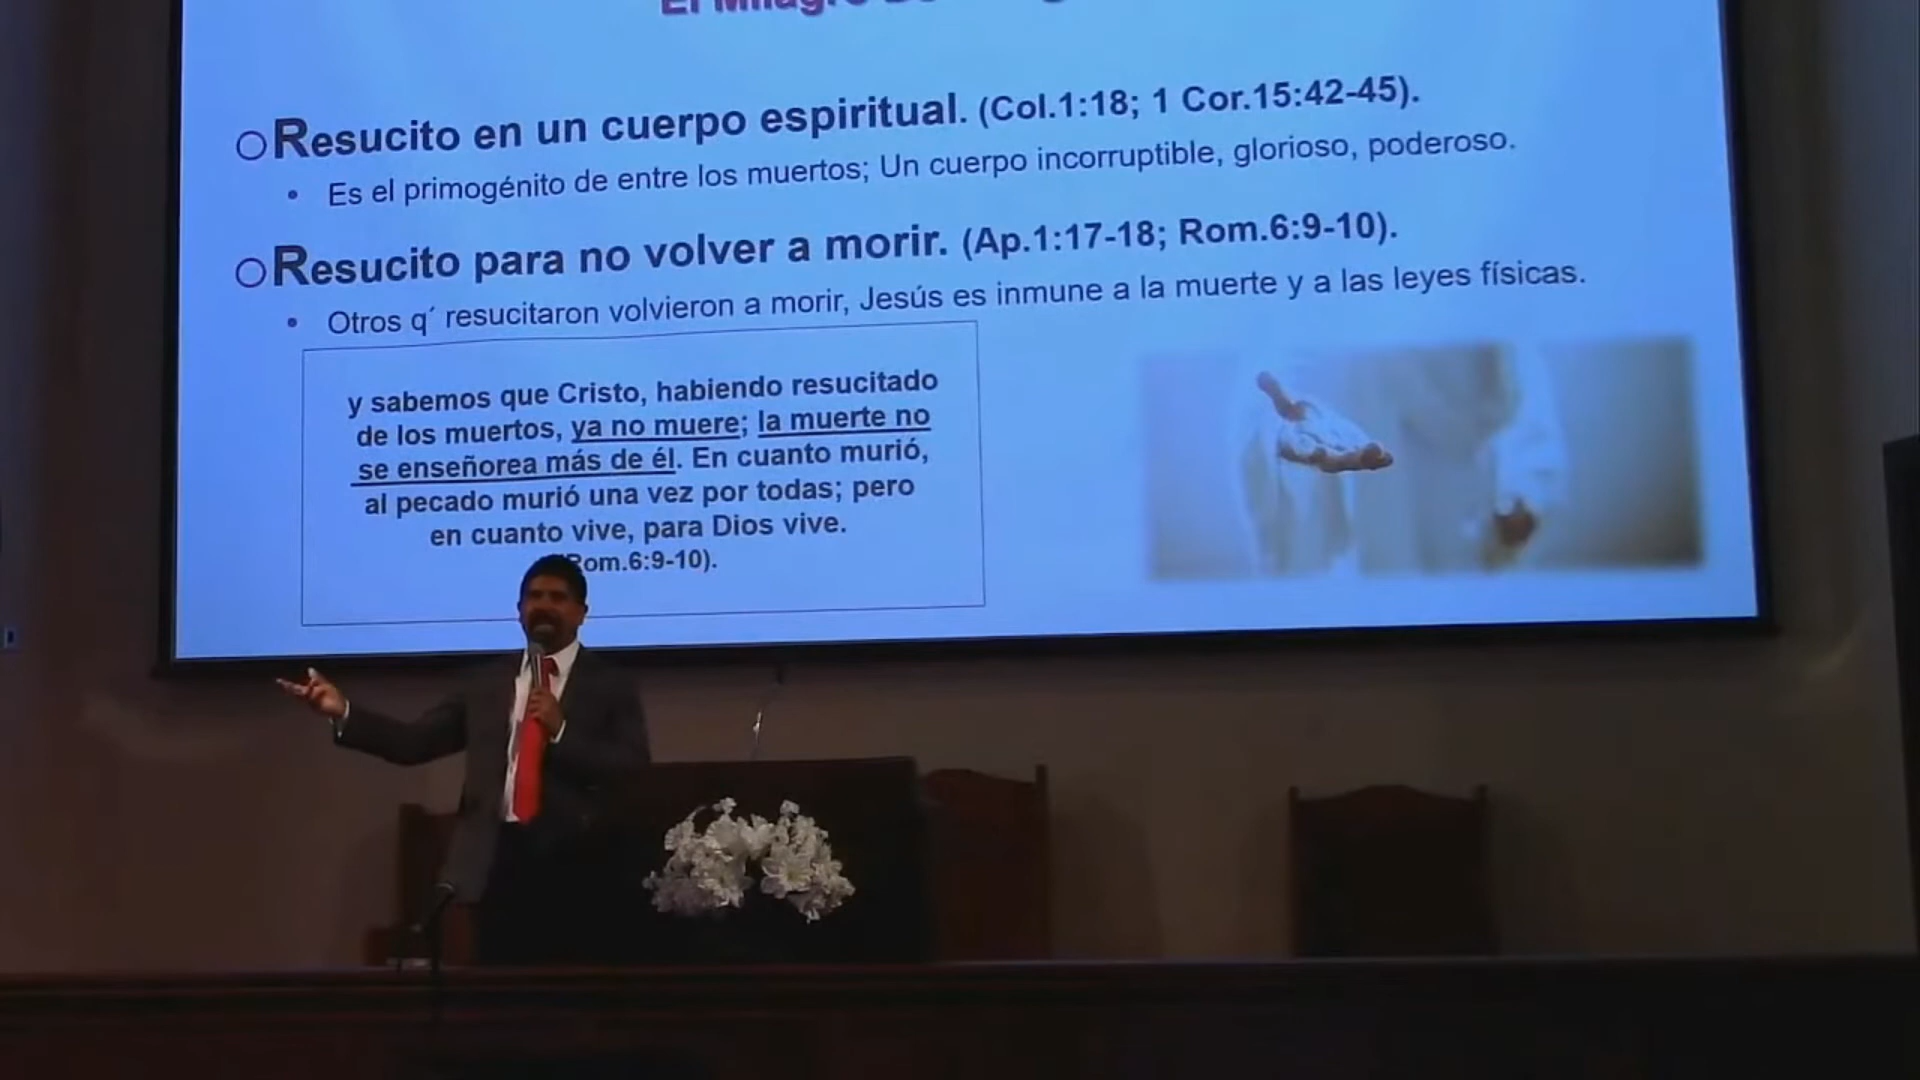 El Milagro
Resucito en un cuerpo espiritual. (Col.1:18; 1 Cor.15:42-45).
Es el primogénito de entre los muertos; Un cuerpo incorruptible, glorioso, poderoso.
Resucito para no volver a morir. (Ap.1:17-18; Rom.6:9-10).
Otros q´ resucitaron volvieron a morir, Jesús es inmune a la muerte y a las leyes físicas.
y sabemos que Cristo, habiendo resucitado
de los muertos, ya no muere; la muerte no
se enseñorea más de él. En cuanto murió,
al pecado murió una vez por todas; pero
en cuanto vive, para Dios vive.
Rom.6:9-10).